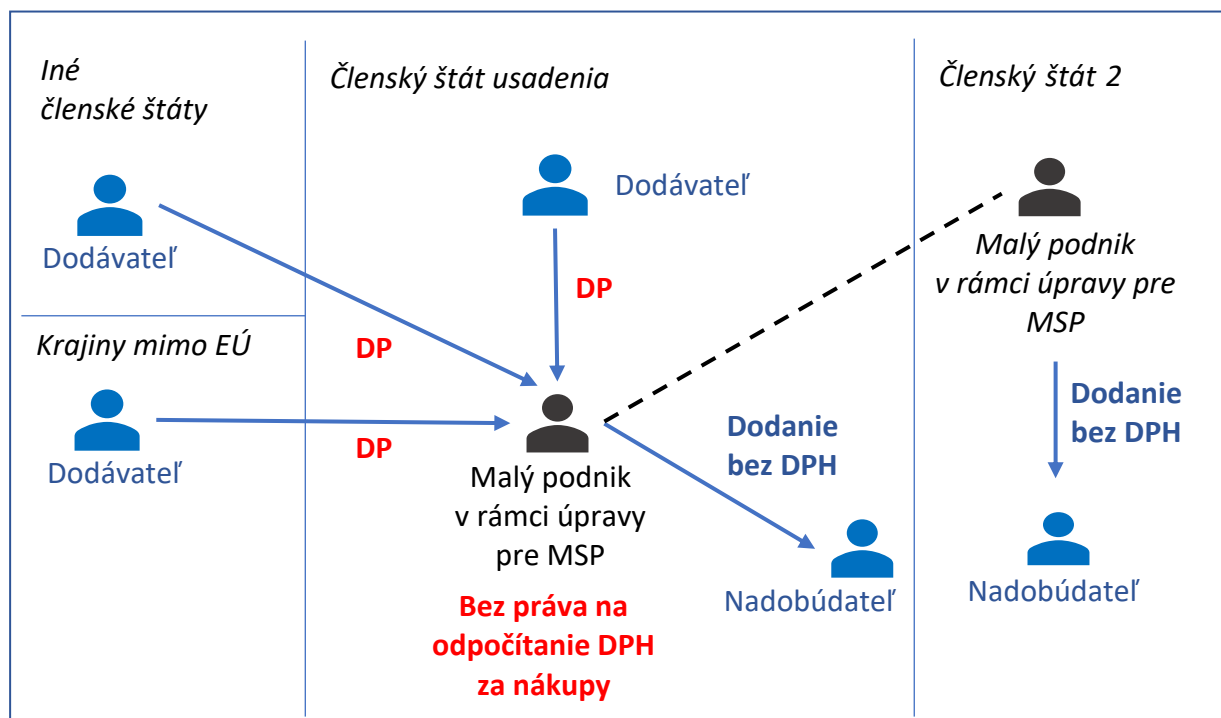 Iné
členské štáty
Dodávateľ
Krajiny mimo EÚ
Dodávateľ
DP
DP
Členský štát usadenia
Dodávateľ
DP
Malý podnik
v rámci úpravy
pre MSP
Bez práva na
odpočítanie DPH
za nákupy
Dodanie
bez DPH
Nadobúdateľ
Členský štát 2
Malý podnik
v rámci úpravy pre
MSP
Dodanie
bez DPH
Nadobúdateľ